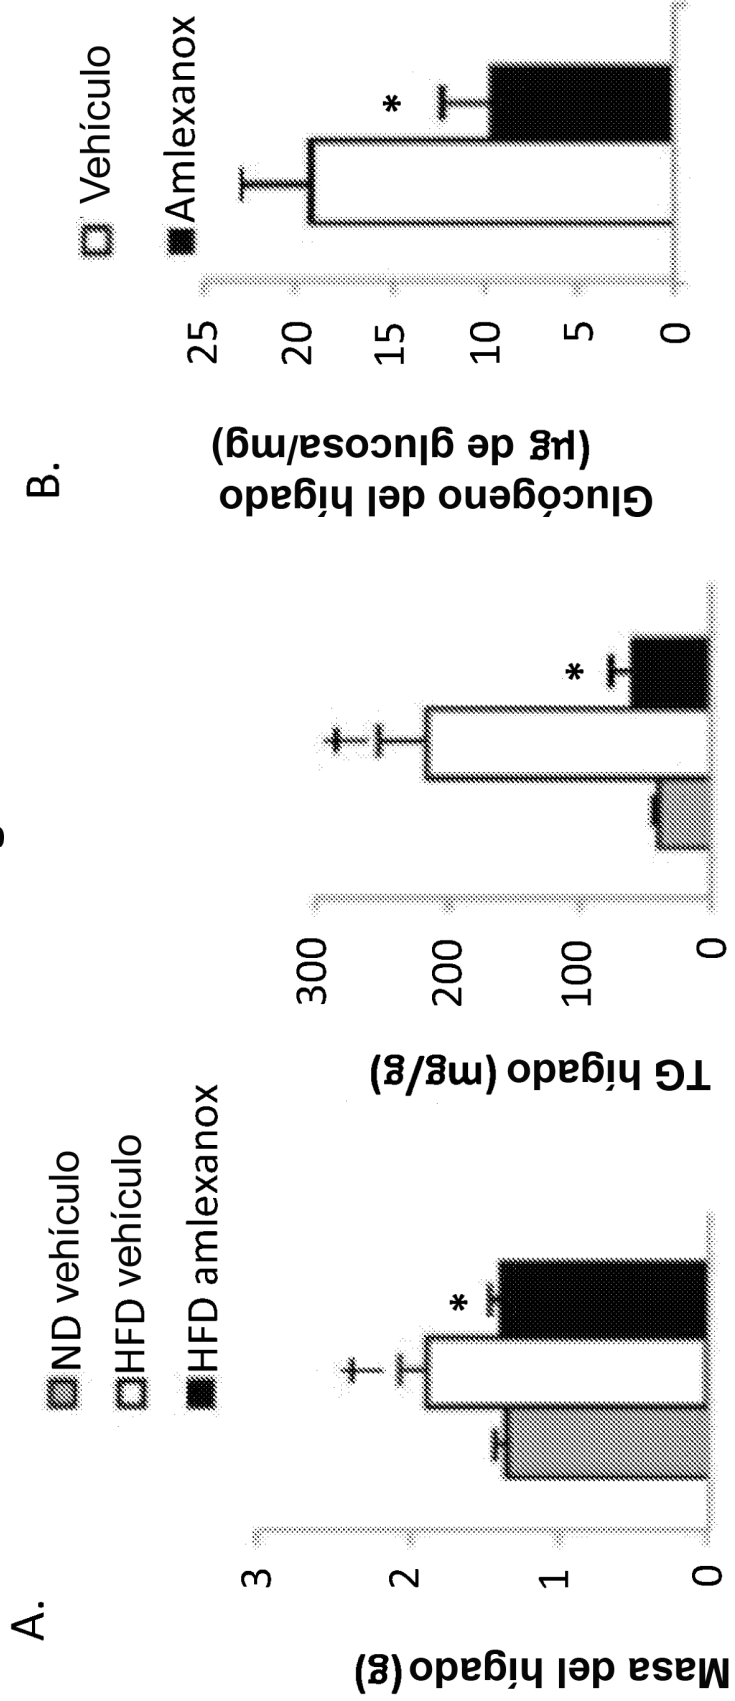 A.
ND vehículo
HFD vehículo
HFD amlexanox
Masa del hígado (g)
3
2
1
0
*
TG hígado (mg/g)
300
200
100
0
*
B.
Vehículo
Amlexanox
Glucógeno del hígado
(µg de glucosa/mg)
25
20
15
10
5
0
*